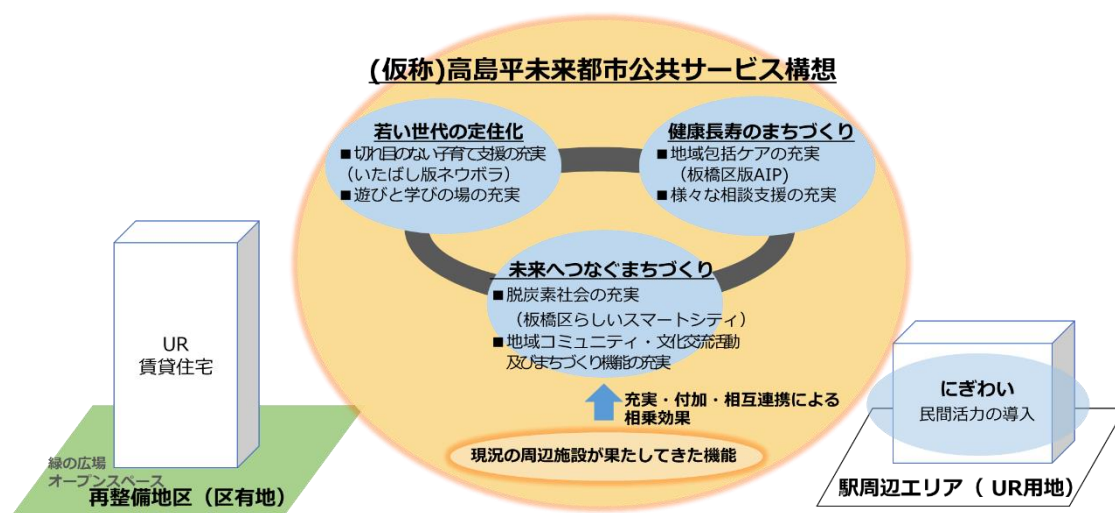 (仮称)高島平未来都市公共サービス構想
若い世代の定住化
■切れ目のない子育て支援の充実
（いたばし版ネウボラ）
■遊びと学びの場の充実
健康長寿のまちづくり
■地域包括ケアの充実
（板橋区版AIP)
■様々な相談支援の充実
未来へつなぐまちづくり
■脱炭素社会の充実
（板橋区らしいスマートシティ）
■地域コミュニティ・文化交流活動
及びまちづくり機能の充実
充実・付加・相互連携による
相乗効果
現況の周辺施設が果たしてきた機能
UR
賃貸住宅
緑の広場
オープンスペース
再整備地区（区有地）
にぎわい
民間活力の導入
駅周辺エリア（ UR用地）